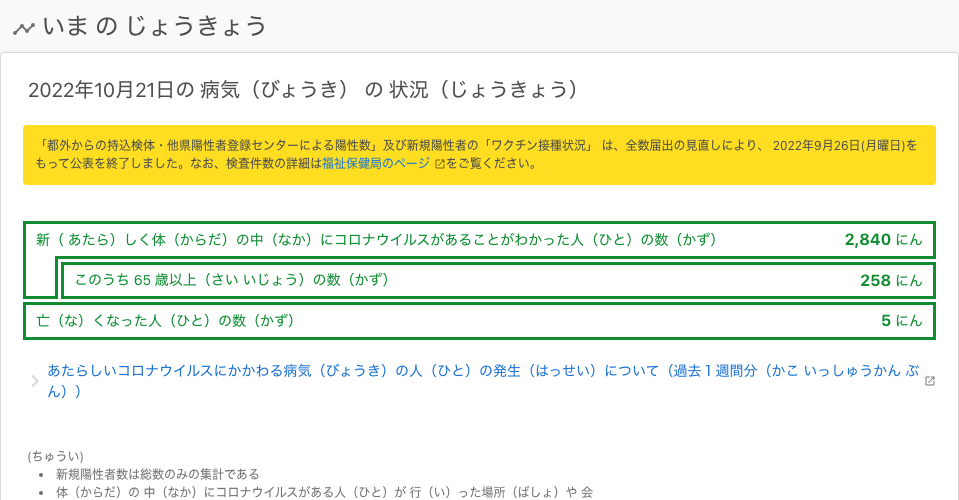 いま の じょうきょう
2022年10月21日の 病気（びょうき） の 状況（じょうきょう）
「都外からの持込検体・他県陽性者登録センターによる陽性数」及び新規陽性者の「ワクチン接種状況」 は、全数届出の見直しにより、 2022年9月26日(月曜日)を
もって公表を終了しました。なお、検査件数の詳細は福祉保健局のページ をご覧ください。
新（ あたら）しく体（からだ）の中（なか）にコロナウイルスがあることがわかった人（ひと）の数（かず） 2,840 にん
このうち 65 歳以上（さい いじょう）の数（かず） 258 にん
亡（な）くなった人（ひと）の数（かず） 5 にん
あたらしいコロナウイルスにかかわる病気（びょうき）の人（ひと）の発生（はっせい）について（過去１週間分（かこ いっしゅうかん ぶ
ん））
(ちゅうい)
• 新規陽性者数は総数のみの集計である
• 体（からだ）の 中（なか）にコロナウイルスがある人（ひと）が 行（い）った場所（ばしょ）や 会